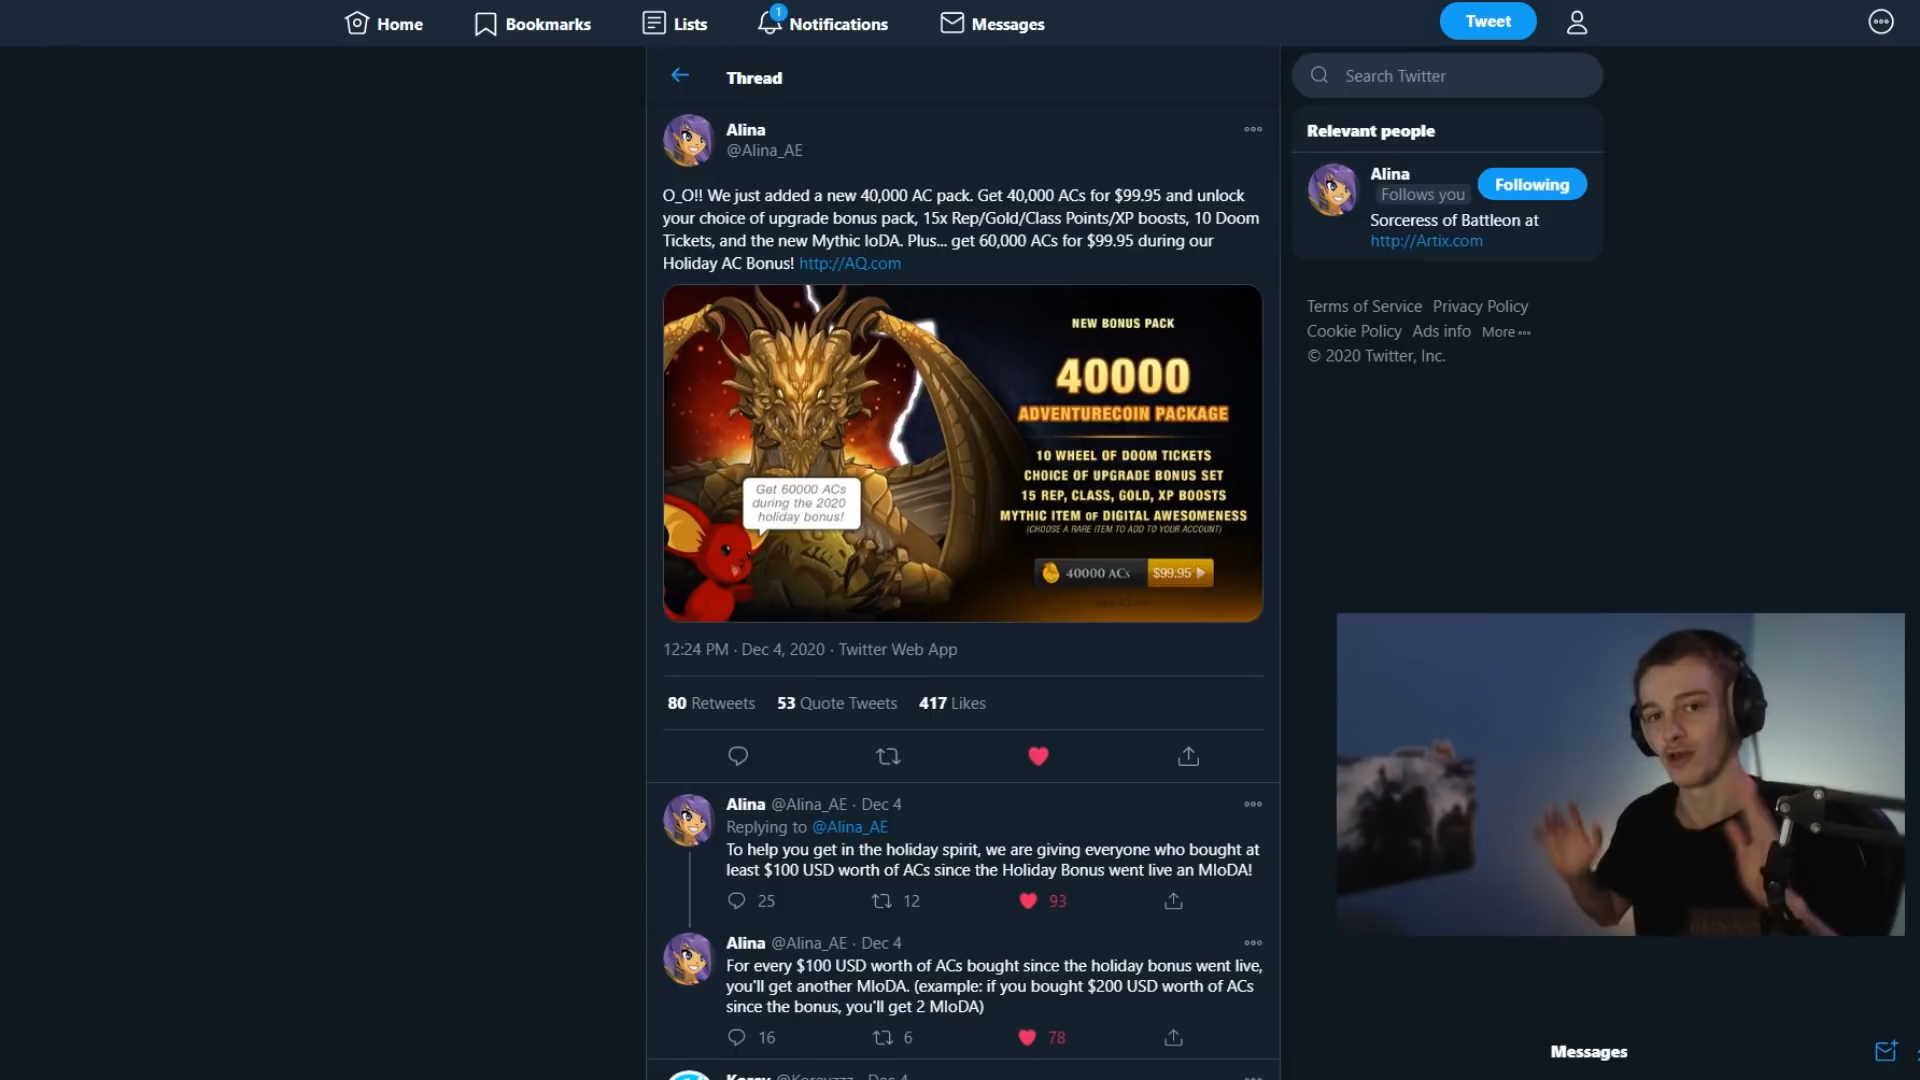 Home
Bookmarks
Lists
1
Notifications
Messages
Tweet
Thread
Search Twitter
Alina
@Alina_AE
O_O!! We just added a new 40,000 AC pack. Get 40,000 ACs for $99.95 and unlock
your choice of upgrade bonus pack, 15x Rep/Gold/Class Points/XP boosts, 10 Doom
Tickets, and the new Mythic IoDA. Plus... get 60,000 ACs for $99.95 during our
Holiday AC Bonus! http://AQ.com
NEW BONUS PACK
40000
ADVENTURECOIN PACKAGE
10 WHEEL OF DOOM TICKETS
CHOICE OF UPGRADE BONUS SET
15 REP, CLASS, GOLD, XP BOOSTS
MYTHIC ITEM OF DIGITAL AWESOMENESS
(CHOOSE A RARE ITEM TO ADD TO YOUR ACCOUNT)
40000 ACs $99.95
Get 60000 ACs
during the 2020
holiday bonus!
12:24 PM · Dec 4, 2020 · Twitter Web App
80 Retweets 53 Quote Tweets 417 Likes
Alina @Alina_AE · Dec 4
Replying to @Alina_AE
To help you get in the holiday spirit, we are giving everyone who bought at
least $100 USD worth of ACs since the Holiday Bonus went live an MIoDA!
25 12 93
Alina @Alina_AE · Dec 4
For every $100 USD worth of ACs bought since the holiday bonus went live,
you'll get another MIoDA. (example: if you bought $200 USD worth of ACs
since the bonus, you'll get 2 MIoDA)
16 6 78
Korey @Koreyzzz · Dec 4
Relevant people
Alina
Follows you
Following
Sorceress of Battleon at
http://Artix.com
Terms of Service Privacy Policy
Cookie Policy Ads info More
© 2020 Twitter, Inc.
Messages